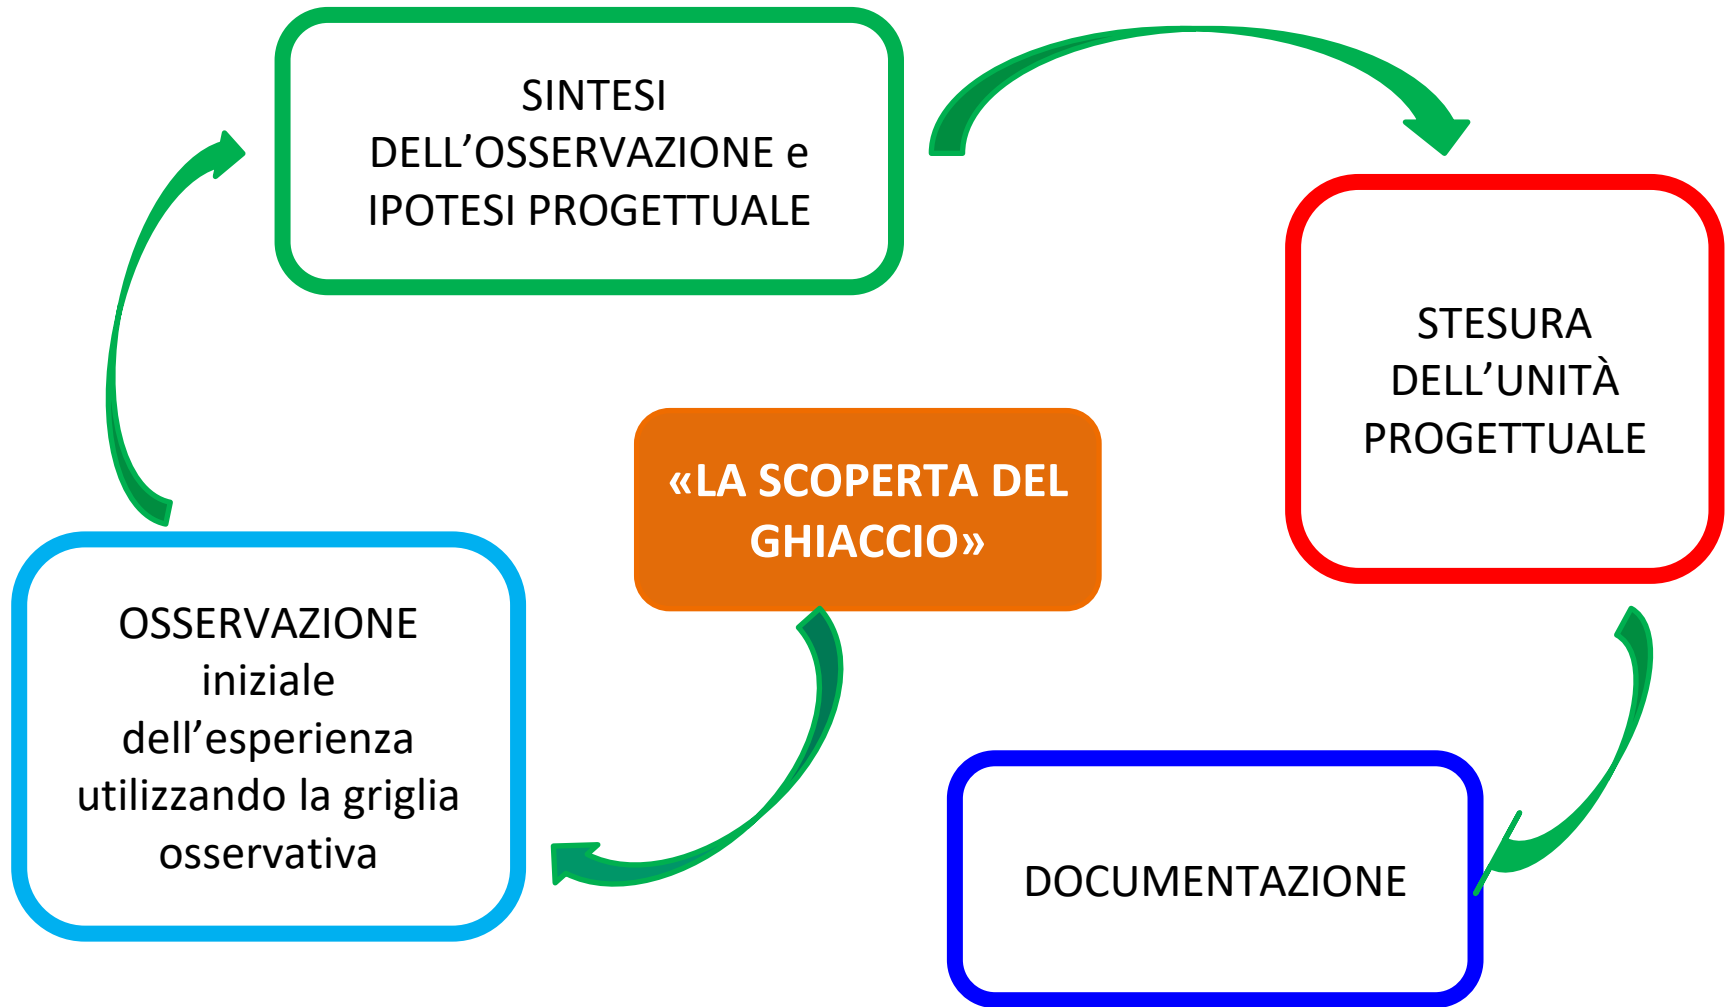 SINTESI
DELL’OSSERVAZIONE e
IPOTESI PROGETTUALE
STESURA
DELL’UNITÀ
PROGETTUALE
«LA SCOPERTA DEL
GHIACCIO»
OSSERVAZIONE
iniziale
dell’esperienza
utilizzando la griglia
osservativa
DOCUMENTAZIONE